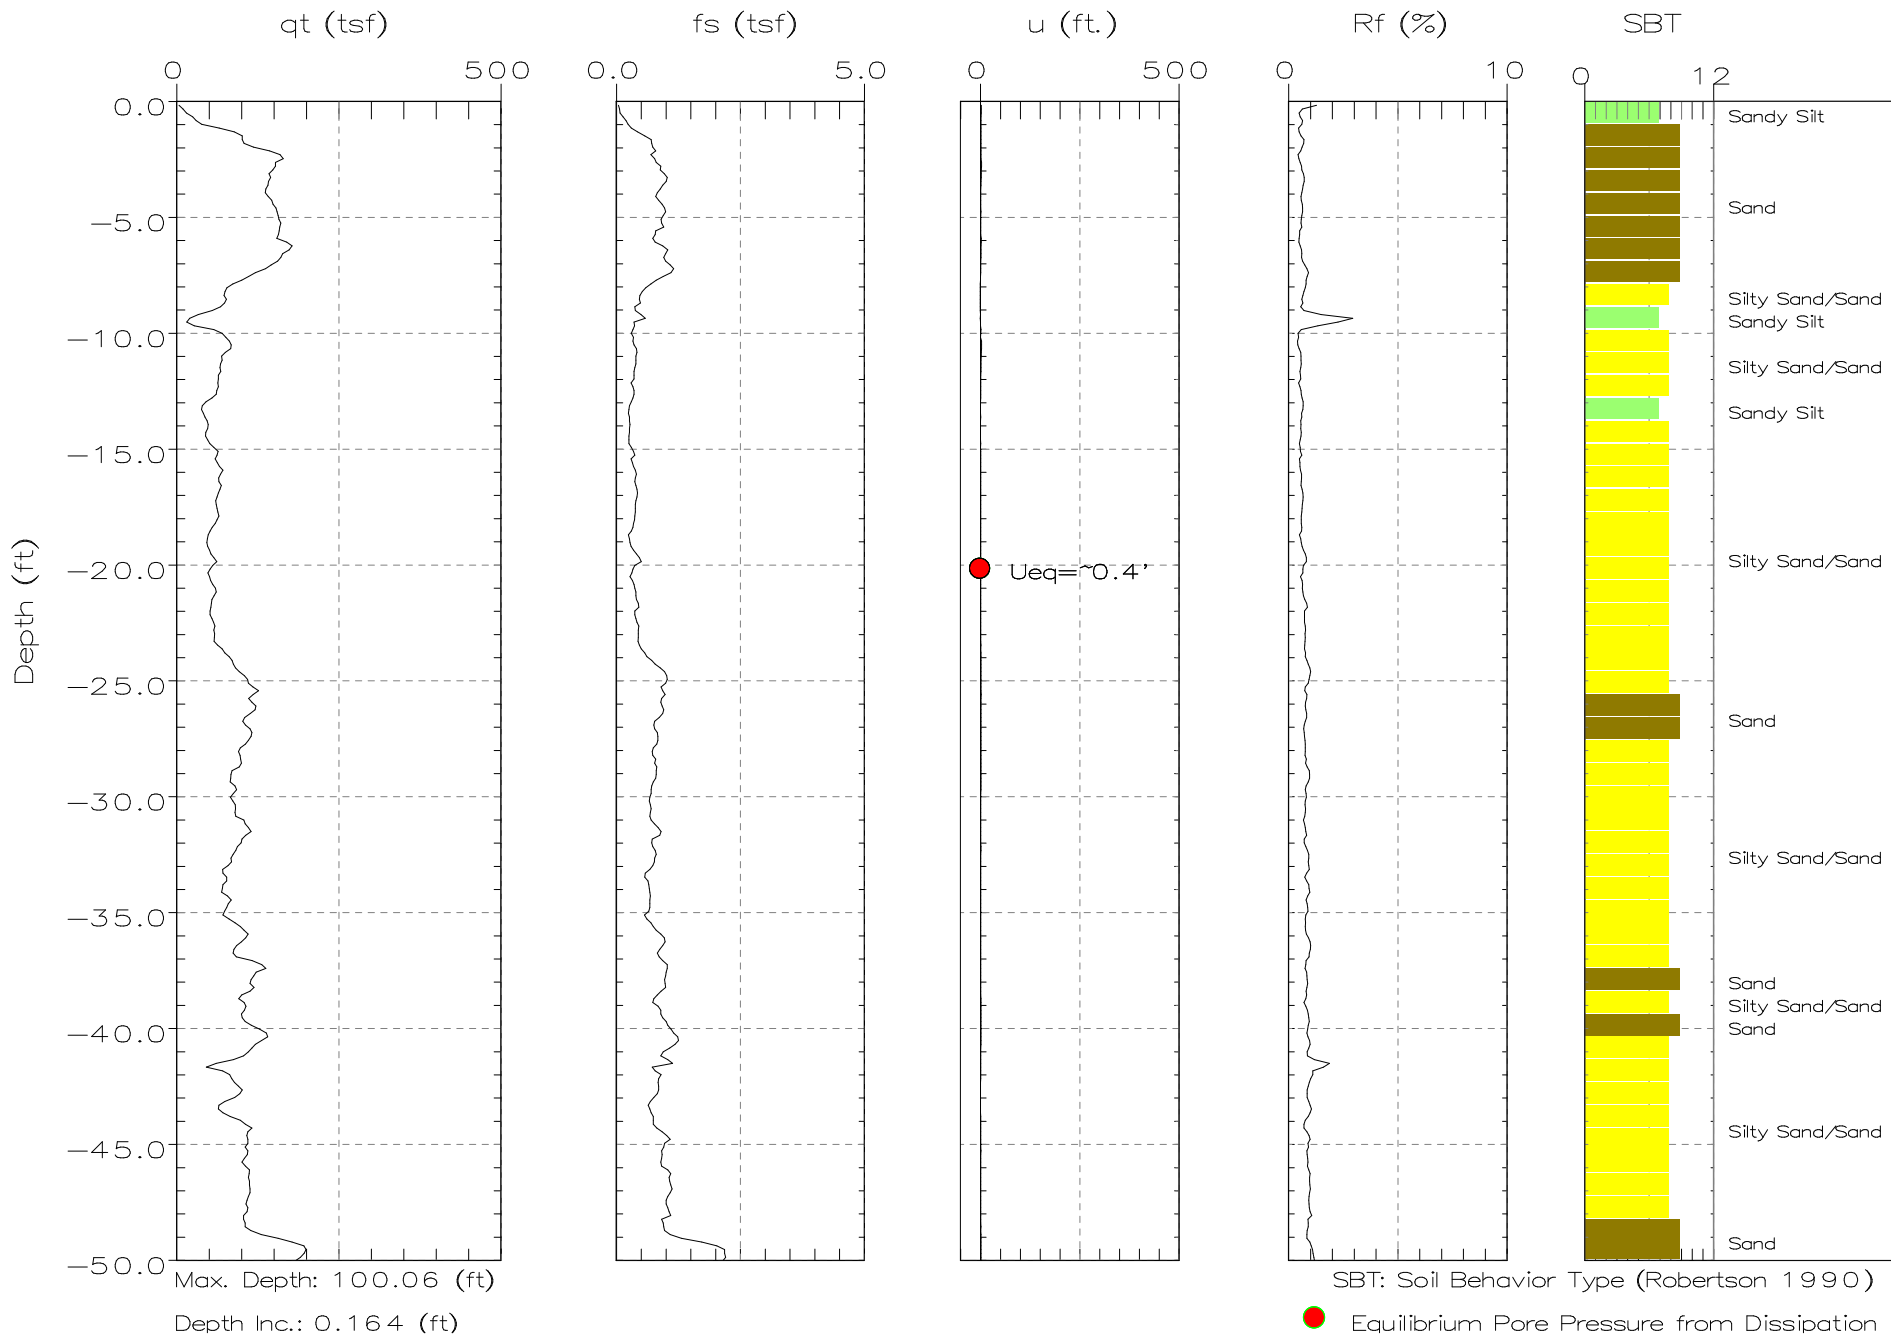 qt (tsf) fs (tsf) u (ft.) Rf (%) SBT
0 500 0.0 5.0 0 500 0 10 0 12
0.0
Sandy Silt
Sand
−5.0
Silty Sand/Sand
Sandy Silt
−10.0
Silty Sand/Sand
Sandy Silt
−15.0
Silty Sand/Sand
−20.0
Ueq=~0.4'
Depth (ft)
−25.0
Sand
−30.0
Silty Sand/Sand
−35.0
Sand
Silty Sand/Sand
−40.0
Sand
Silty Sand/Sand
−45.0
Sand
−50.0
Max. Depth: 100.06 (ft)
SBT: Soil Behavior Type (Robertson 1990)
Depth Inc.: 0.164 (ft)
Equilibrium Pore Pressure from Dissipation